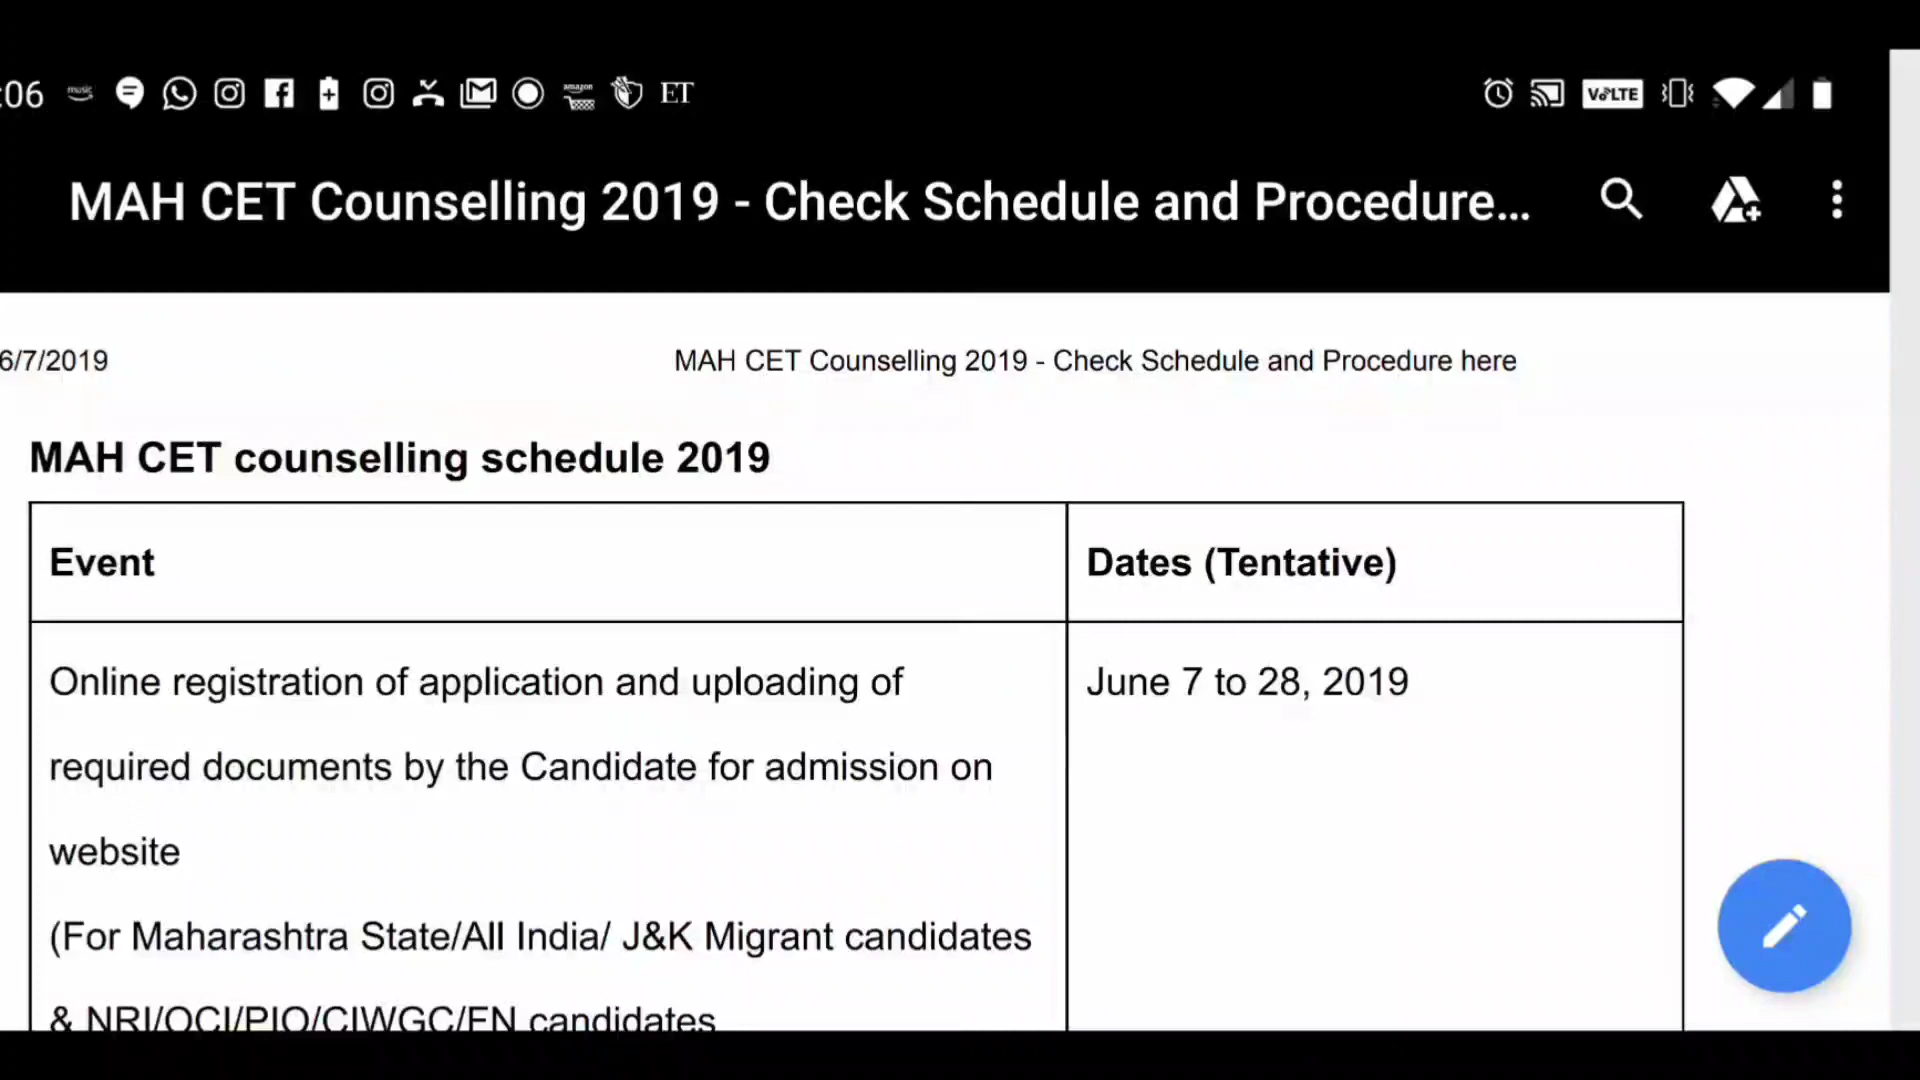 :06 music amazon ET VoLTE
MAH CET Counselling 2019 - Check Schedule and Procedure...
6/7/2019 MAH CET Counselling 2019 - Check Schedule and Procedure here
MAH CET counselling schedule 2019
Event Dates (Tentative)
Online registration of application and uploading of June 7 to 28, 2019
required documents by the Candidate for admission on
website
(For Maharashtra State/All India/ J&K Migrant candidates
& NRI/OCI/PIO/CIWGC/FN candidates